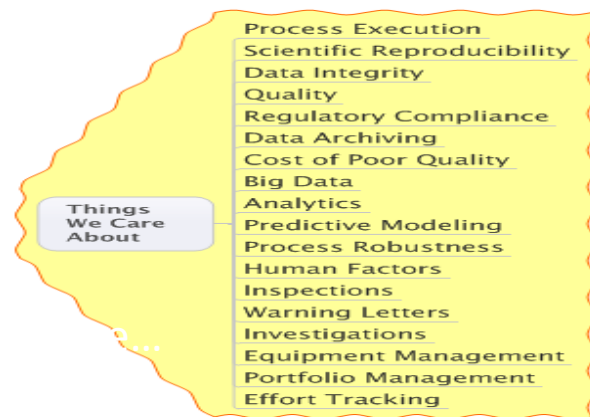 Things
We Care
About
Process Execution
Scientific Reproducibility
Data Integrity
Quality
Regulatory Compliance
Data Archiving
Cost of Poor Quality
Big Data
Analytics
Predictive Modeling
Process Robustness
Human Factors
Inspections
Warning Letters
Investigations
Equipment Management
Portfolio Management
Effort Tracking